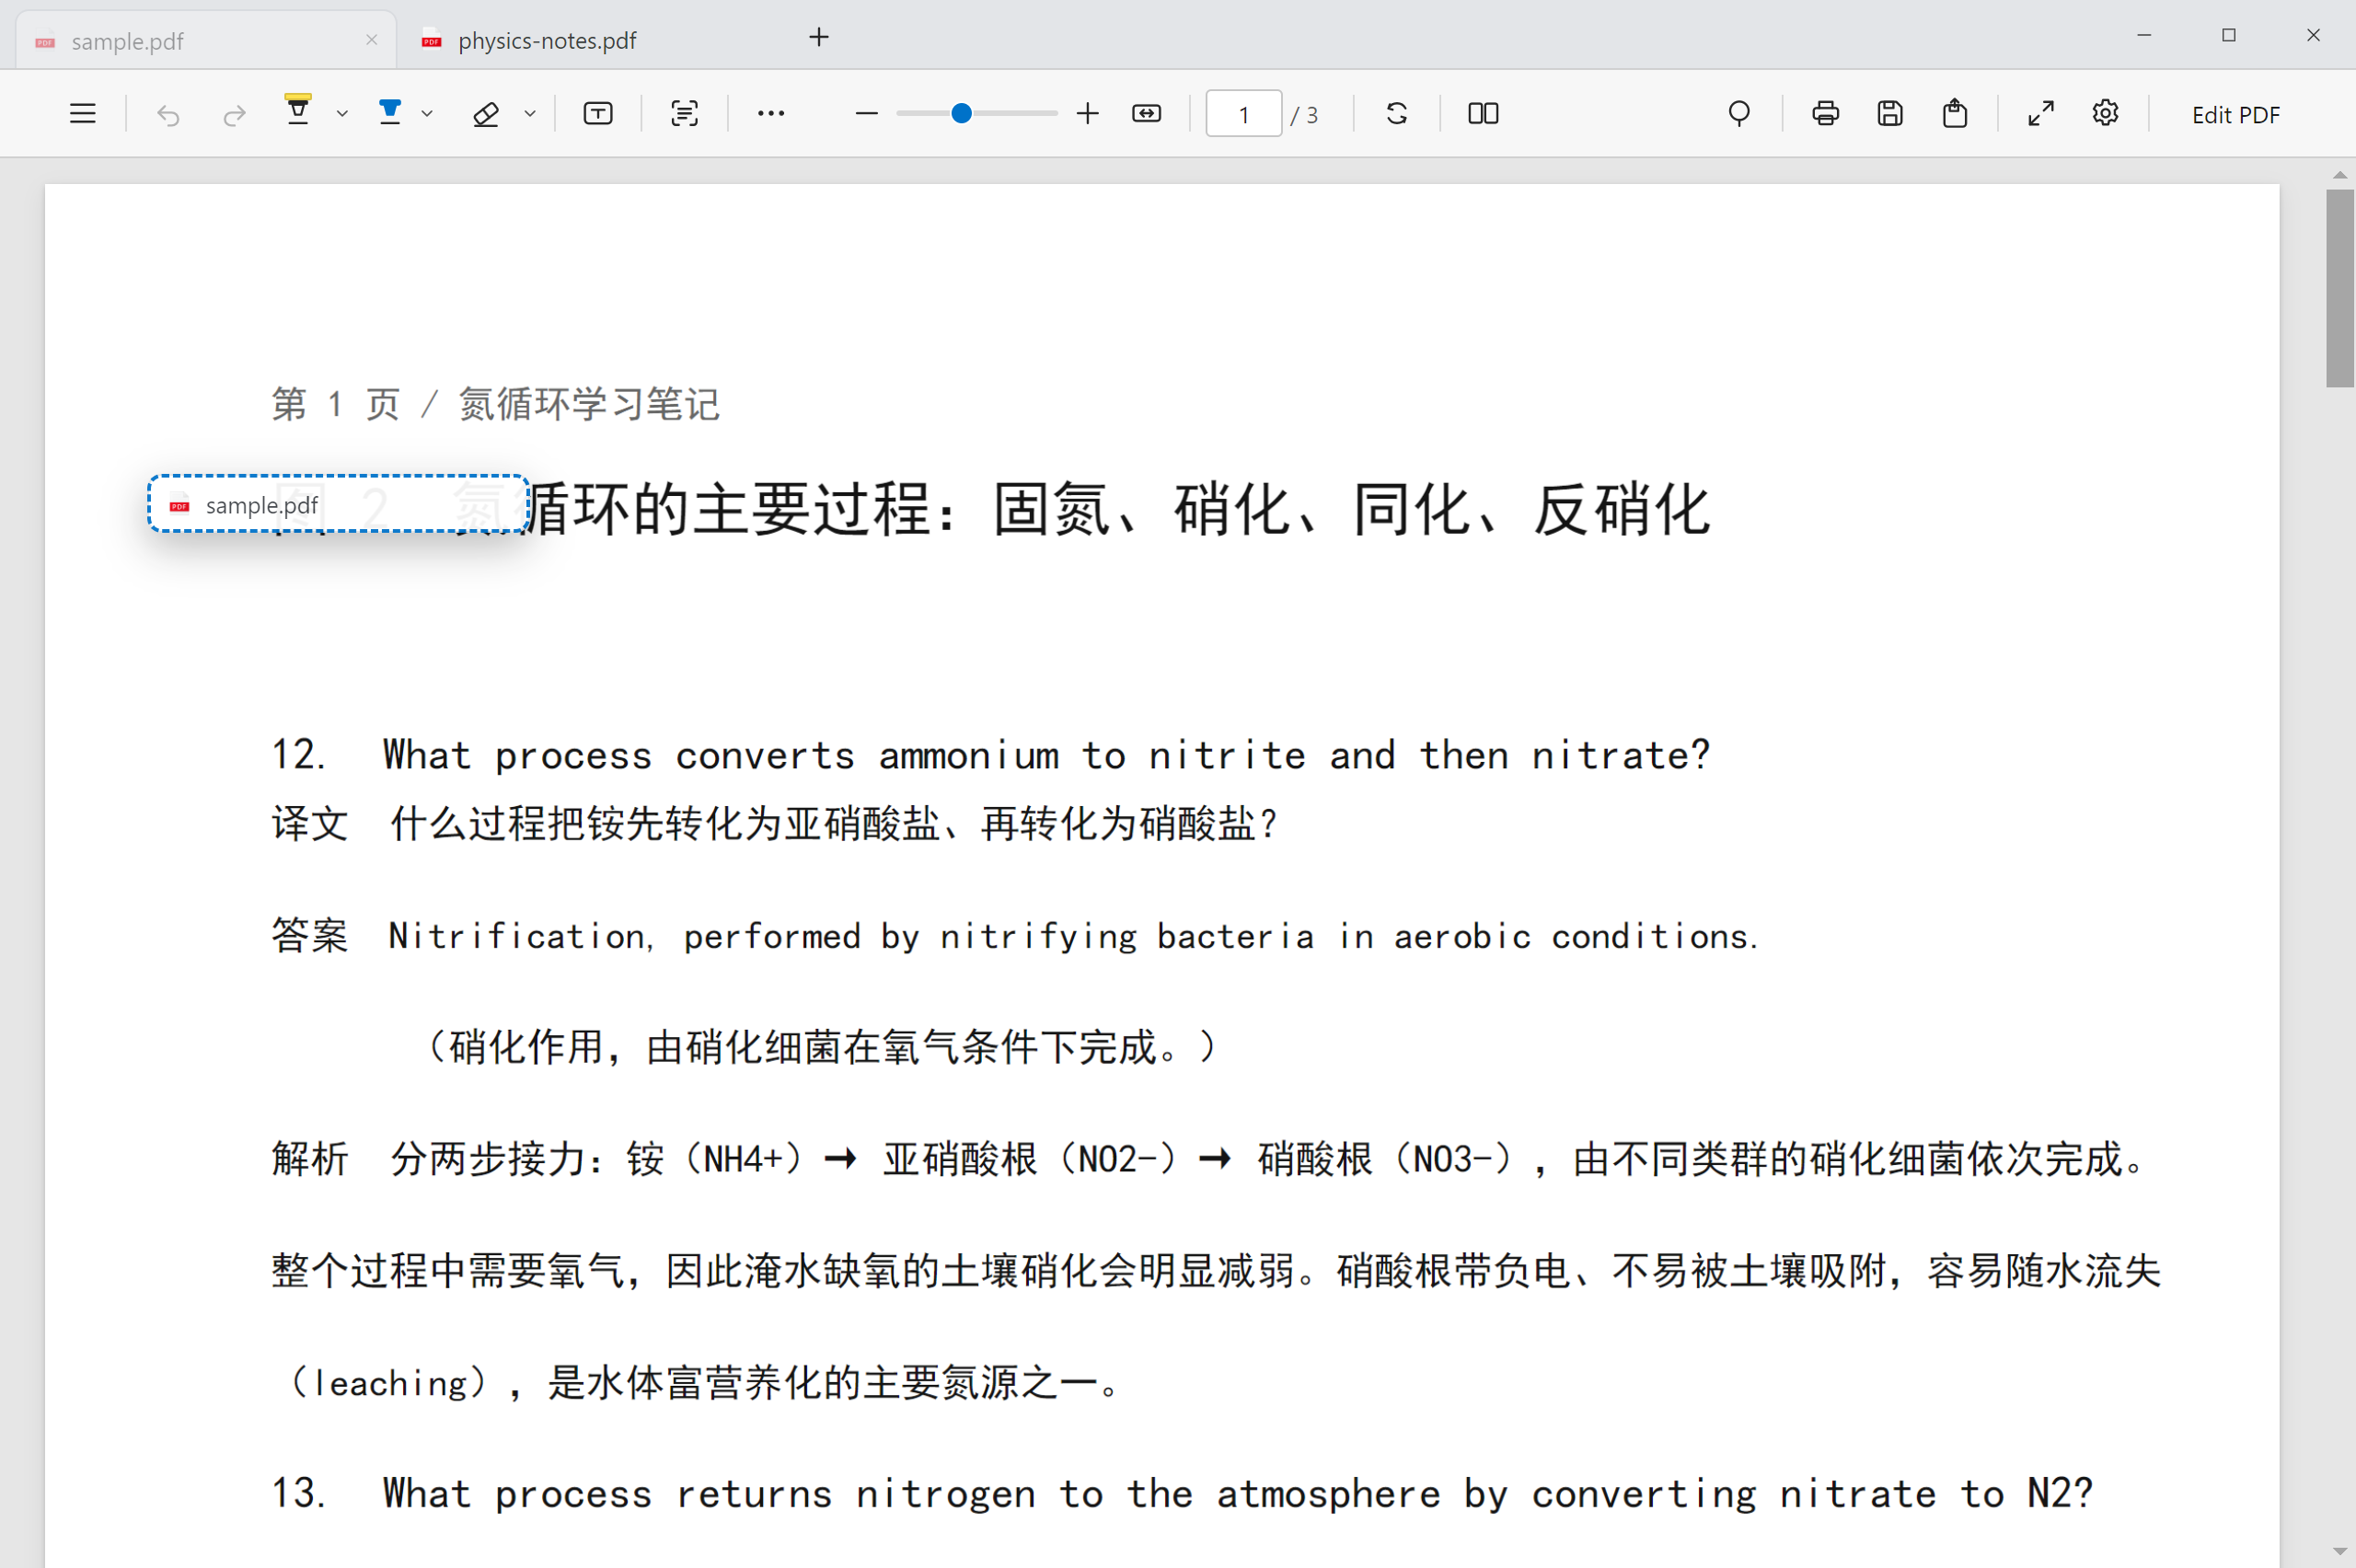 sample.pdf
physics-notes.pdf
1 / 3
Edit PDF
第 1 页 / 氮循环学习笔记
sample.pdf
图 2 氮循环的主要过程：固氮、硝化、同化、反硝化
12. What process converts ammonium to nitrite and then nitrate?
译文 什么过程把铵先转化为亚硝酸盐、再转化为硝酸盐？
答案 Nitrification, performed by nitrifying bacteria in aerobic conditions.
（硝化作用，由硝化细菌在氧气条件下完成。）
解析 分两步接力：铵（NH4+）→ 亚硝酸根（NO2-）→ 硝酸根（NO3-），由不同类群的硝化细菌依次完成。
整个过程中需要氧气，因此淹水缺氧的土壤硝化会明显减弱。硝酸根带负电、不易被土壤吸附，容易随水流失
（leaching），是水体富营养化的主要氮源之一。
13. What process returns nitrogen to the atmosphere by converting nitrate to N2?